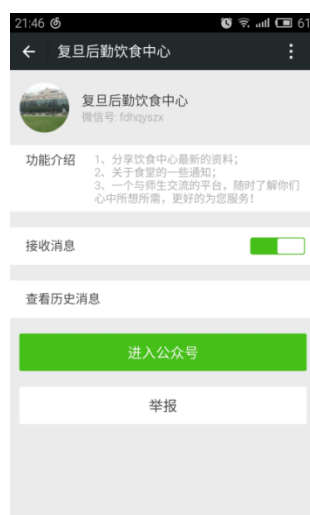 21:46
61
复旦后勤饮食中心
复旦后勤饮食中心
微信号: fdhqyszx
功能介绍 1、分享饮食中心最新的资料；
2、关于食堂的一些通知；
3、一个与师生交流的平台，随时了解你们
心中所想所需，更好的为您服务！
接收消息
查看历史消息
进入公众号
举报